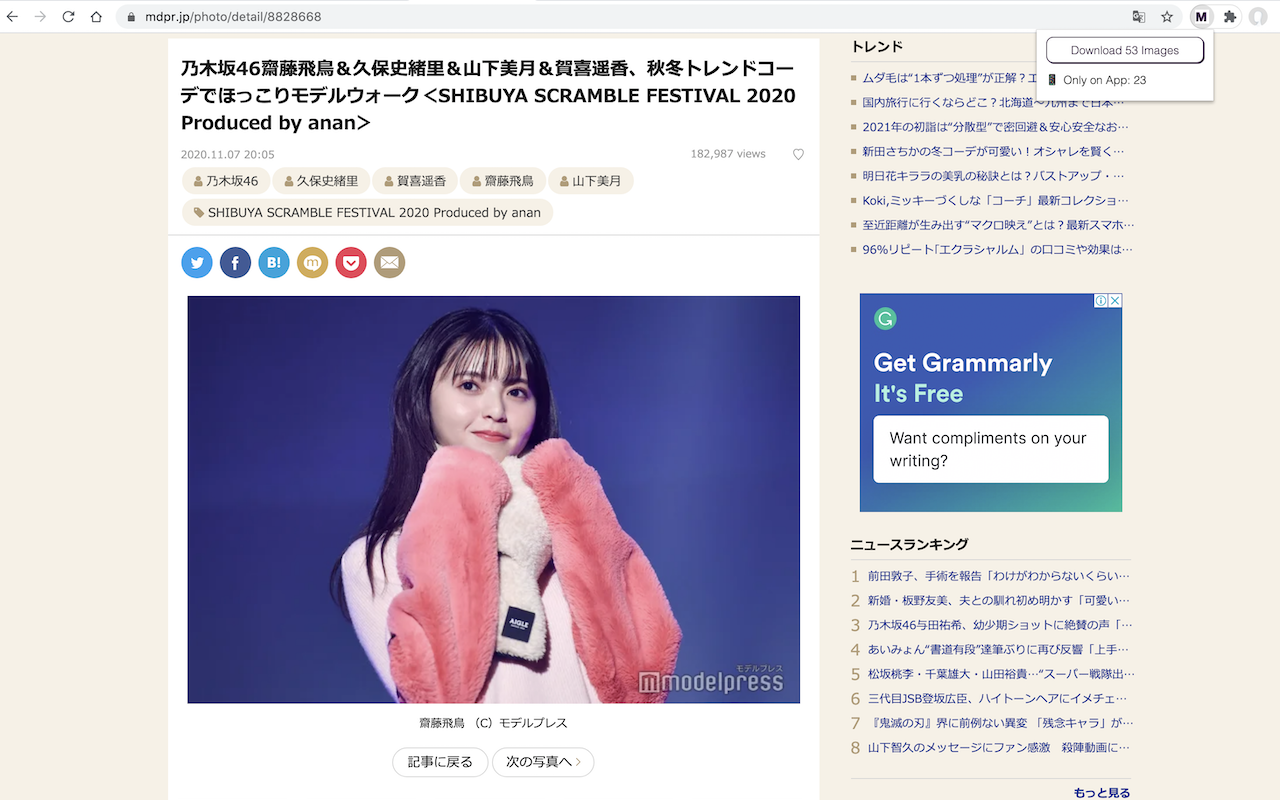 mdpr.jp/photo/detail/8828668
M
Download 53 Images
Only on App: 23
乃木坂46齋藤飛鳥＆久保史緒里＆山下美月＆賀喜遥香、秋冬トレンドコー
デでほっこりモデルウォーク＜SHIBUYA SCRAMBLE FESTIVAL 2020
Produced by anan＞
2020.11.07 20:05
182,987 views
乃木坂46
久保史緒里
賀喜遥香
齋藤飛鳥
山下美月
SHIBUYA SCRAMBLE FESTIVAL 2020 Produced by anan
B!
m
AIGLE
モデルプレス
modelpress
齋藤飛鳥 （C）モデルプレス
記事に戻る
次の写真へ
トレンド
ムダ毛は“1本ずつ処理”が正解？エ
国内旅行に行くならどこ？北海道～九州まで日本…
2021年の初詣は“分散型”で密回避＆安心安全なお…
新田さちかの冬コーデが可愛い！オシャレを賢く…
明日花キララの美乳の秘訣とは？バストアップ・…
Koki,ミッキーづくしな「コーチ」最新コレクショ…
至近距離が生み出す“マクロ映え”とは？最新スマホ…
96%リピート「エクラシャルム」の口コミや効果は…
G
Get Grammarly
It's Free
Want compliments on your
writing?
ニュースランキング
1 前田敦子、手術を報告「わけがわからないくらい…
2 新婚・板野友美、夫との馴れ初め明かす「可愛い…
3 乃木坂46与田祐希、幼少期ショットに絶賛の声「…
4 あいみょん“書道有段”達筆ぶりに再び反響「上手…
5 松坂桃李・千葉雄大・山田裕貴…“スーパー戦隊出…
6 三代目JSB登坂広臣、ハイトーンヘアにイメチェ…
7 『鬼滅の刃』界に前例ない異変 「残念キャラ」が…
8 山下智久のメッセージにファン感激 殺陣動画に…
もっと見る